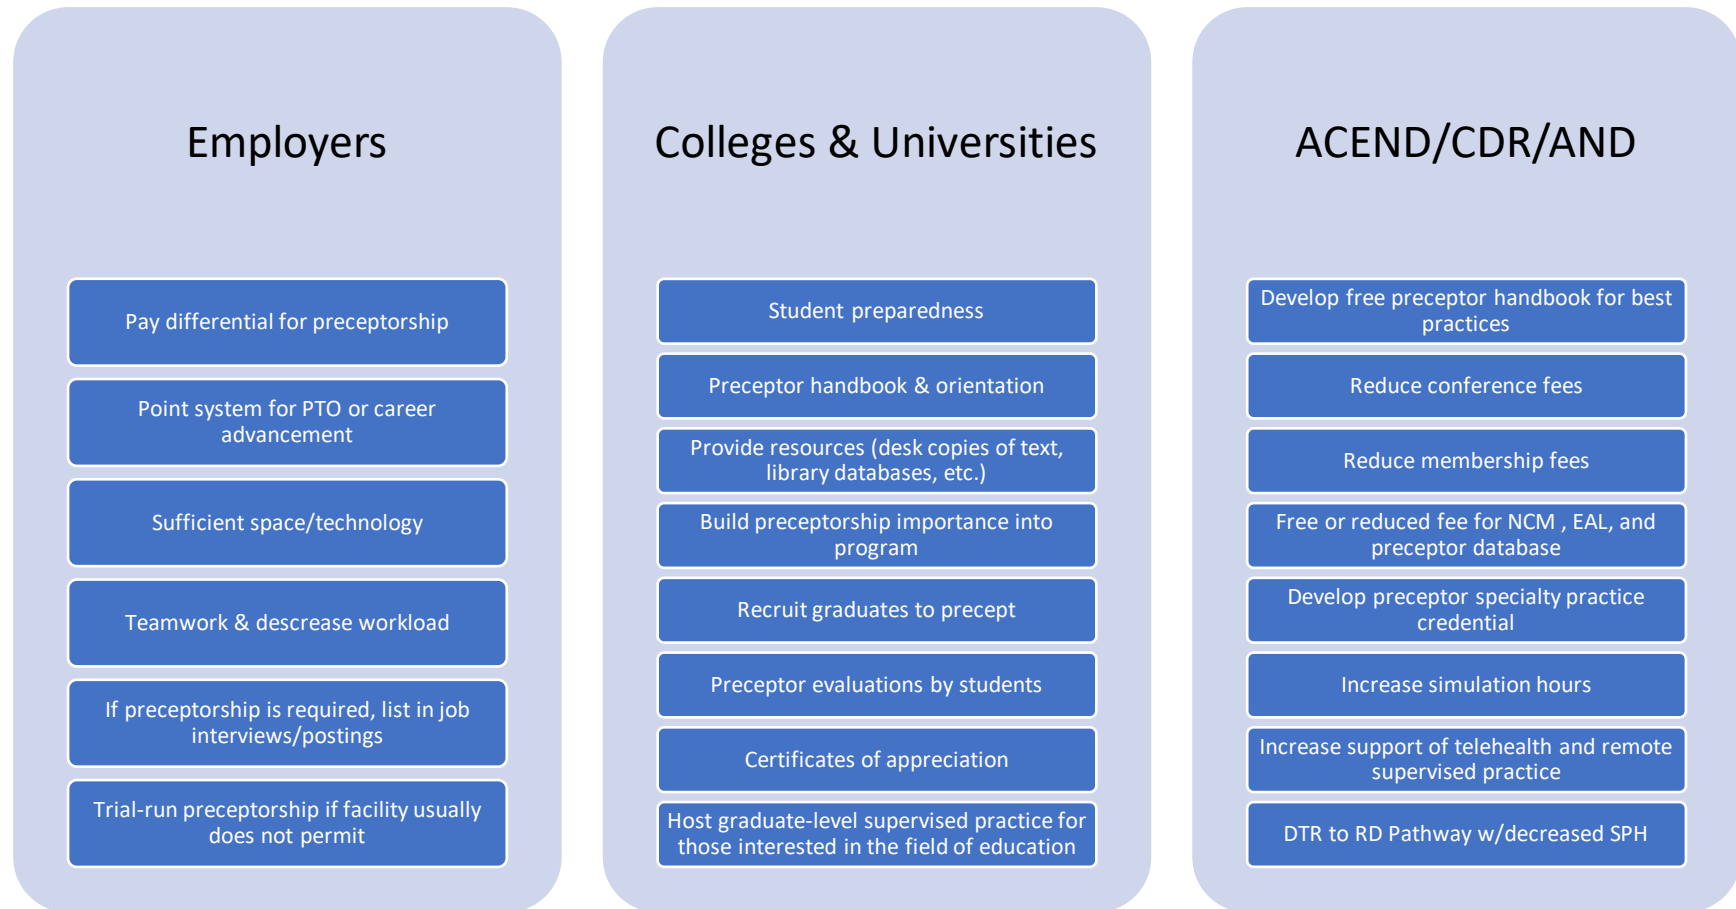 Employers
Pay differential for preceptorship
Point system for PTO or career
advancement
Sufficient space/technology
Teamwork & descrease workload
If preceptorship is required, list in job
interviews/postings
Trial-run preceptorship if facility usually
does not permit
Colleges & Universities
Student preparedness
Preceptor handbook & orientation
Provide resources (desk copies of text,
library databases, etc.)
Build preceptorship importance into
program
Recruit graduates to precept
Preceptor evaluations by students
Certificates of appreciation
Host graduate-level supervised practice for
those interested in the field of education
ACEND/CDR/AND
Develop free preceptor handbook for best
practices
Reduce conference fees
Reduce membership fees
Free or reduced fee for NCM , EAL, and
preceptor database
Develop preceptor specialty practice
credential
Increase simulation hours
Increase support of telehealth and remote
supervised practice
DTR to RD Pathway w/decreased SPH